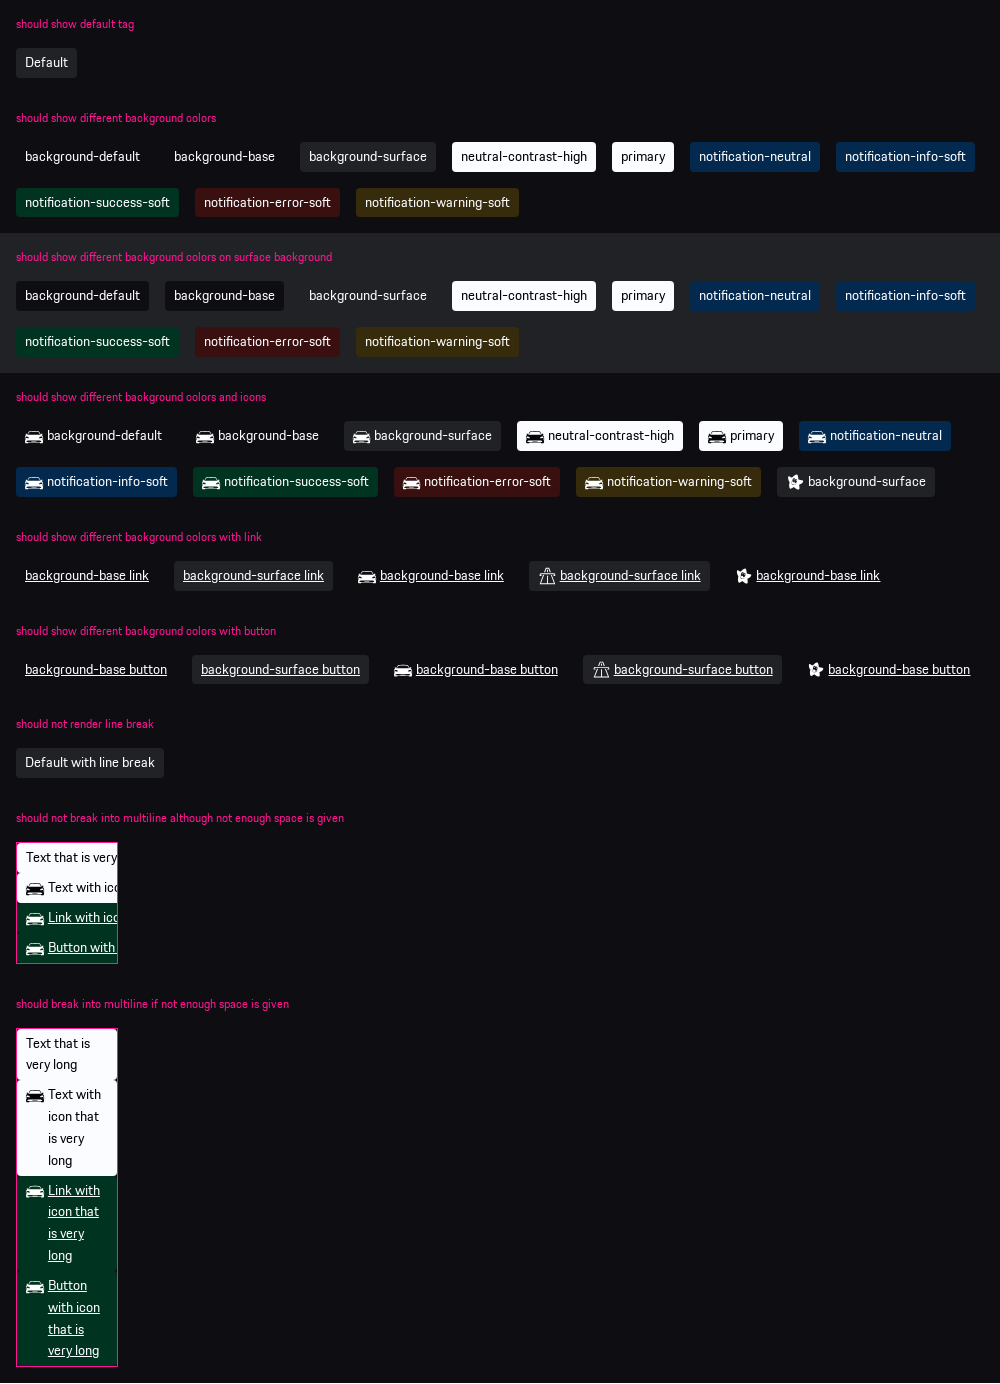 should show default tag
Default
should show different background colors
background-default background-base background-surface neutral-contrast-high primary notification-neutral notification-info-soft
notification-success-soft notification-error-soft notification-warning-soft
should show different background colors on surface background
background-default background-base background-surface neutral-contrast-high primary notification-neutral notification-info-soft
notification-success-soft notification-error-soft notification-warning-soft
should show different background colors and icons
background-default background-base background-surface neutral-contrast-high primary notification-neutral
notification-info-soft notification-success-soft notification-error-soft notification-warning-soft background-surface
should show different background colors with link
background-base link background-surface link background-base link background-surface link background-base link
should show different background colors with button
background-base button background-surface button background-base button background-surface button background-base button
should not render line break
Default with line break
should not break into multiline although not enough space is given
Text that is very
Text with ico
Link with ico
Button with
should break into multiline if not enough space is given
Text that is
very long
Text with
icon that
is very
long
Link with
icon that
is very
long
Button
with icon
that is
very long